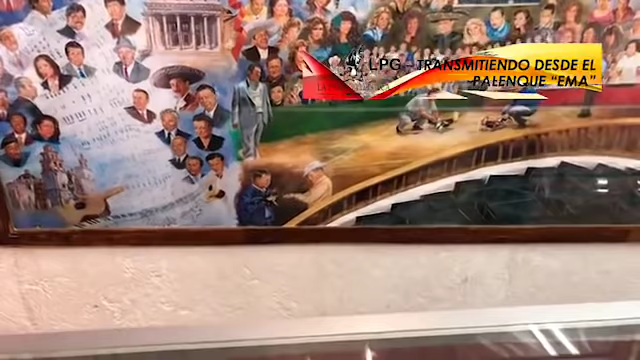 LPG – TRANSMITIENDO DESDE EL
PALENQUE "EMA"